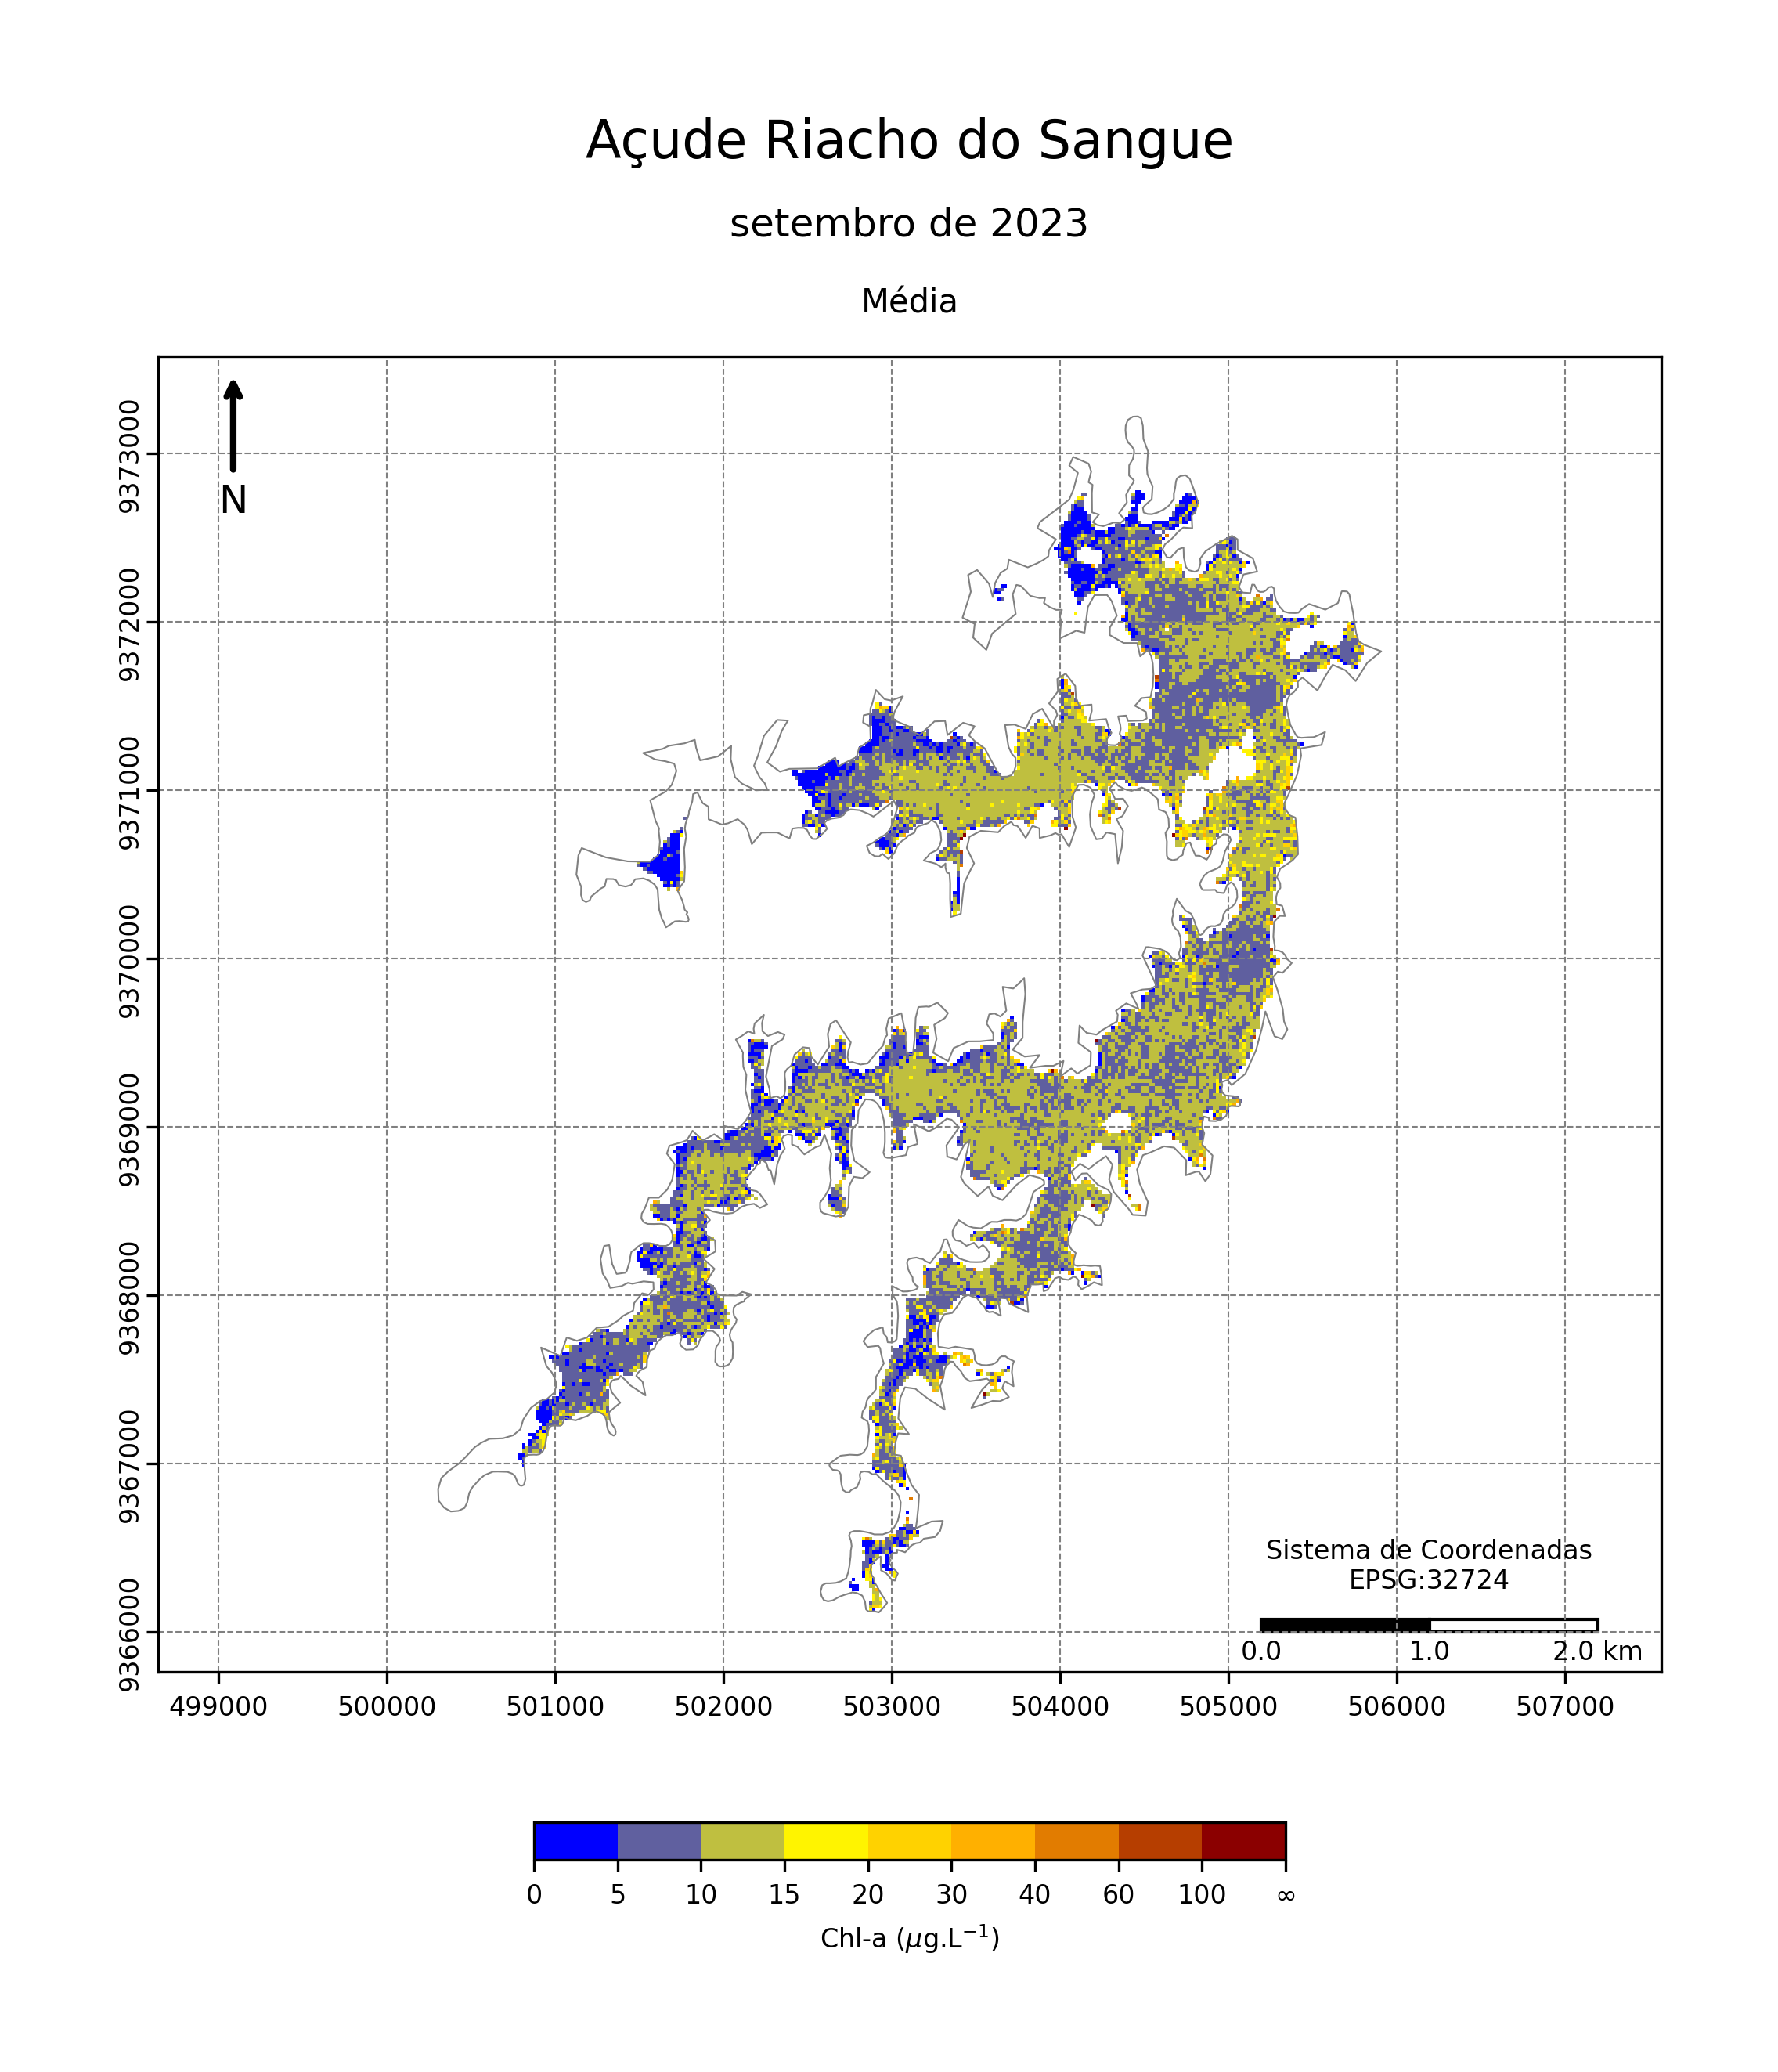 Açude Riacho do Sangue
setembro de 2023
Média
N
9373000
9372000
9371000
9370000
9369000
9368000
9367000
9366000
Sistema de Coordenadas
EPSG:32724
0.0 1.0 2.0 km
499000 500000 501000 502000 503000 504000 505000 506000 507000
0 5 10 15 20 30 40 60 100 ∞
Chl-a (μg.L⁻¹)